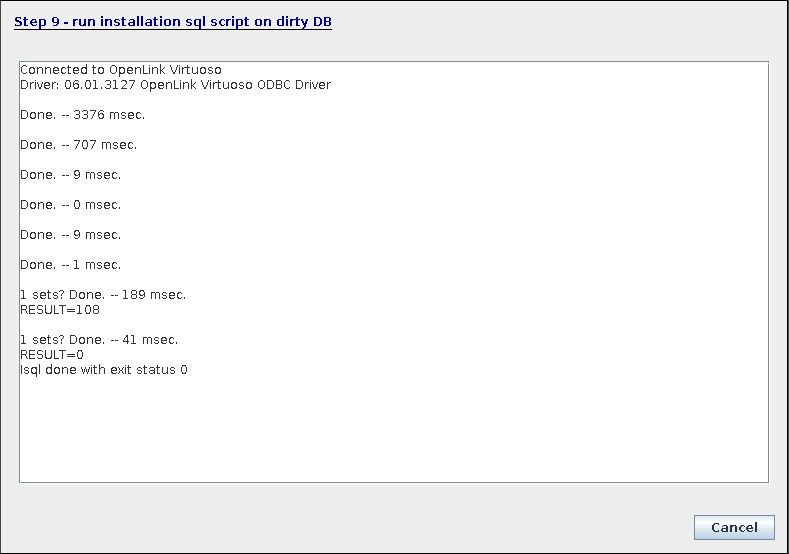 Step 9 - run installation sql script on dirty DB
Connected to OpenLink Virtuoso
Driver: 06.01.3127 OpenLink Virtuoso ODBC Driver
Done. -- 3376 msec.
Done. -- 707 msec.
Done. -- 9 msec.
Done. -- 0 msec.
Done. -- 9 msec.
Done. -- 1 msec.
1 sets? Done. -- 189 msec.
RESULT=108
1 sets? Done. -- 41 msec.
RESULT=0
Isql done with exit status 0
Cancel